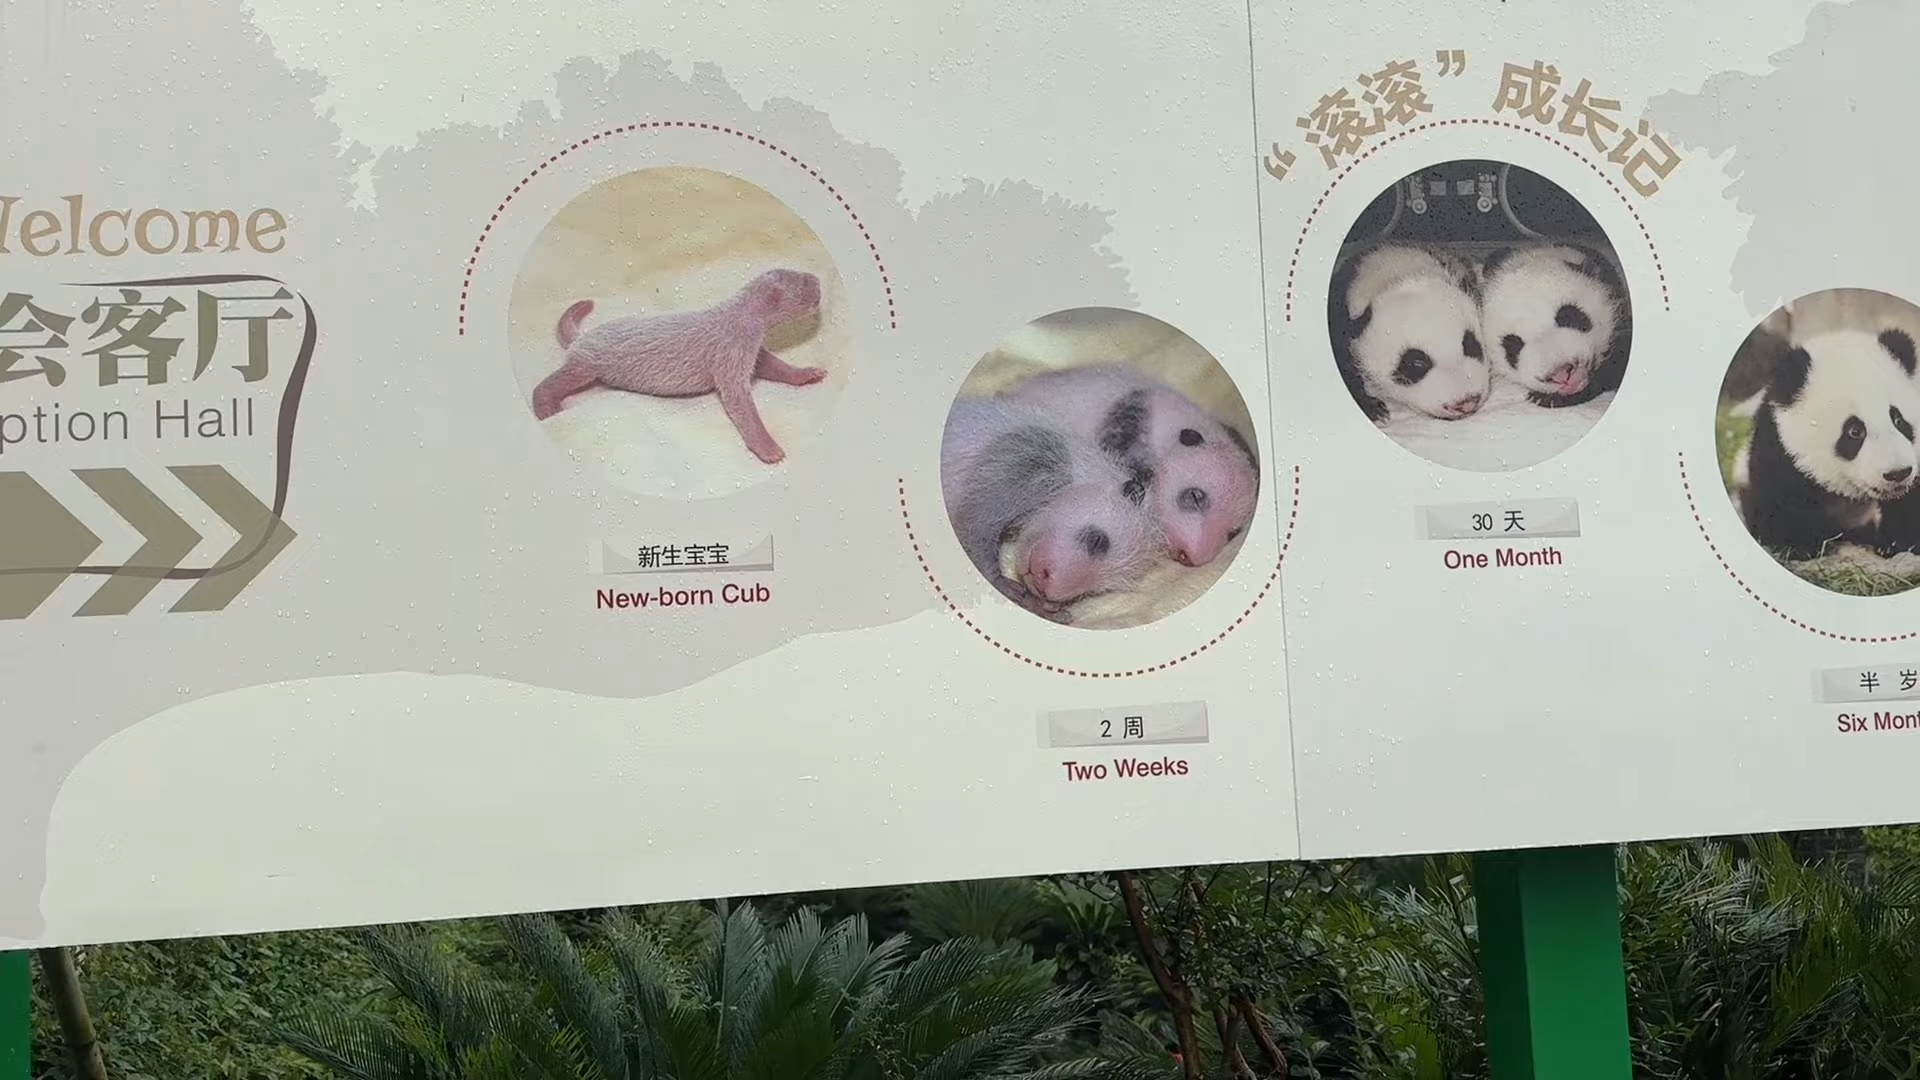 Welcome
会客厅
ption Hall
新生宝宝
New-born Cub
2 周
Two Weeks
“滚滚”成长记
30 天
One Month
半 岁
Six Mont